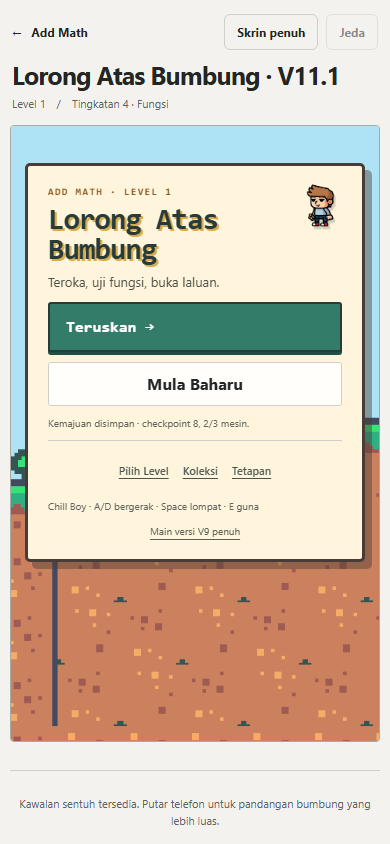 ← Add Math
Skrin penuh
Jeda
Lorong Atas Bumbung · V11.1
Level 1 / Tingkatan 4 · Fungsi
ADD MATH · LEVEL 1
Lorong Atas
Bumbung
Teroka, uji fungsi, buka laluan.
Teruskan →
Mula Baharu
Kemajuan disimpan · checkpoint 8, 2/3 mesin.
Pilih Level Koleksi Tetapan
Chill Boy · A/D bergerak · Space lompat · E guna
Main versi V9 penuh
Kawalan sentuh tersedia. Putar telefon untuk pandangan bumbung yang
lebih luas.